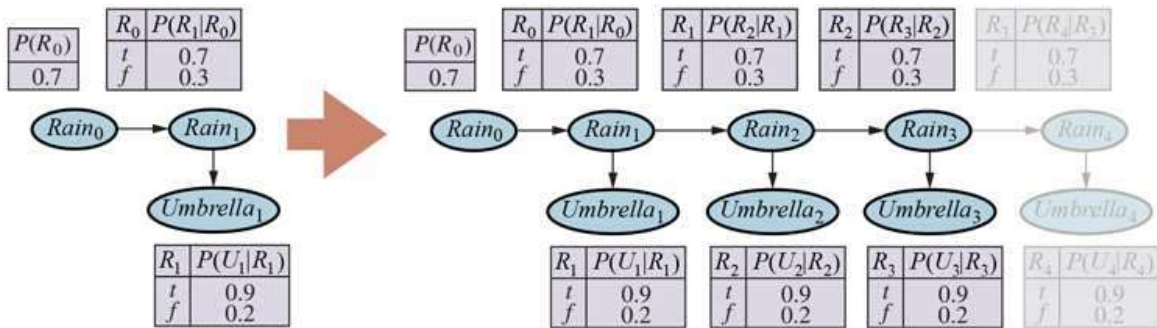 P(R₀)
0.7
R₀ P(R₁|R₀)
t 0.7
f 0.3
Rain₀
Rain₁
Umbrella₁
R₁ P(U₁|R₁)
t 0.9
f 0.2
P(R₀)
0.7
R₀ P(R₁|R₀)
t 0.7
f 0.3
R₁ P(R₂|R₁)
t 0.7
f 0.3
R₂ P(R₃|R₂)
t 0.7
f 0.3
R₃ P(R₄|R₃)
t 0.7
f 0.3
Rain₀
Rain₁
Rain₂
Rain₃
Rain₄
Umbrella₁
Umbrella₂
Umbrella₃
Umbrella₄
R₁ P(U₁|R₁)
t 0.9
f 0.2
R₂ P(U₂|R₂)
t 0.9
f 0.2
R₃ P(U₃|R₃)
t 0.9
f 0.2
R₄ P(U₄|R₄)
t 0.9
f 0.2